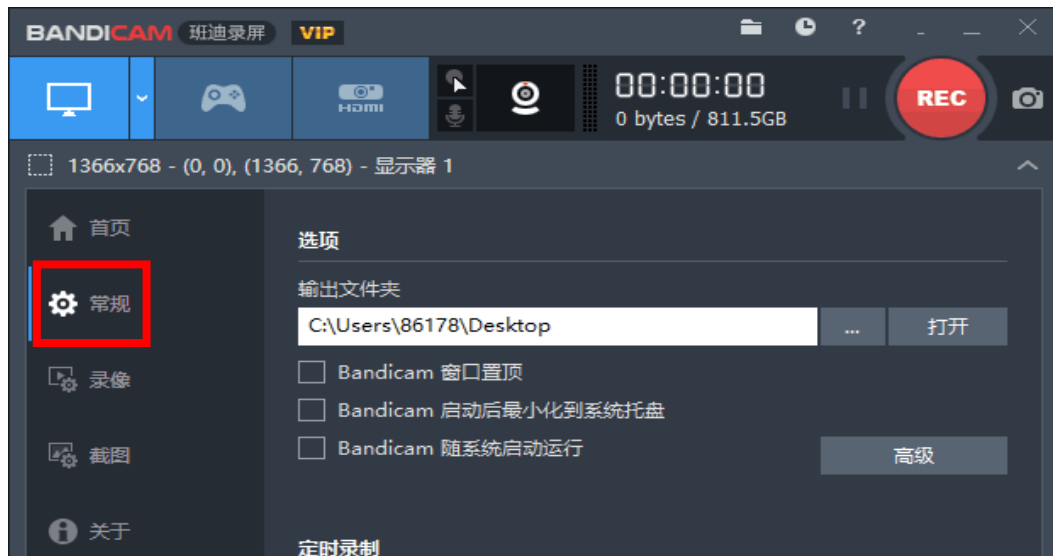 BANDICAM 班迪录屏 VIP ?
HDMI
00:00:00
0 bytes / 811.5GB
REC
1366x768 - (0, 0), (1366, 768) - 显示器 1
首页
常规
录像
截图
关于
选项
输出文件夹
C:\Users\86178\Desktop ... 打开
Bandicam 窗口置顶
Bandicam 启动后最小化到系统托盘
Bandicam 随系统启动运行
高级
定时录制